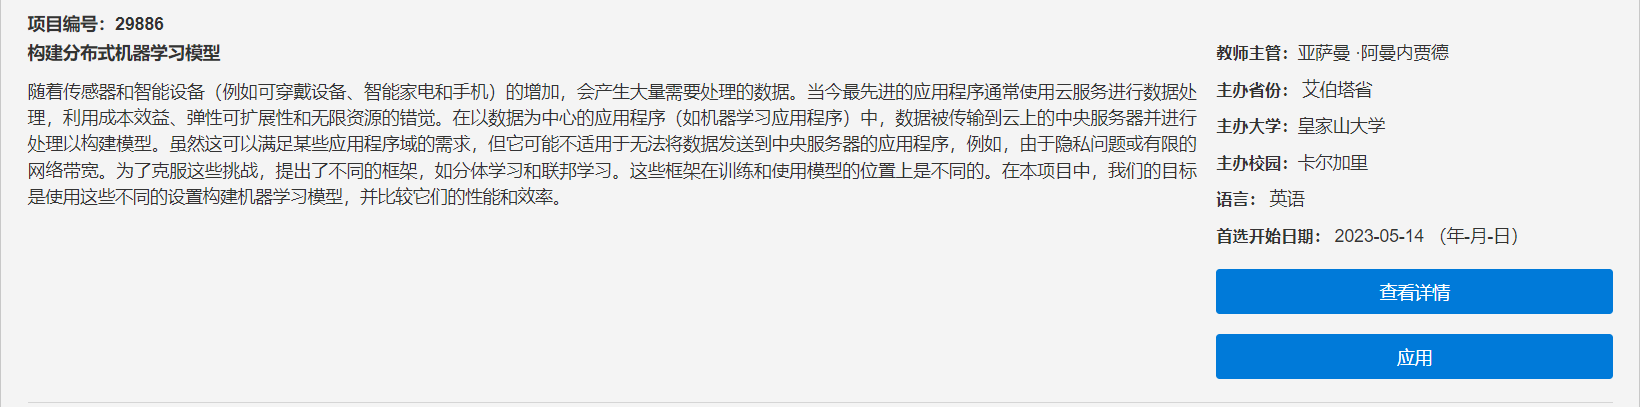 项目编号：29886
构建分布式机器学习模型
随着传感器和智能设备（例如可穿戴设备、智能家电和手机）的增加，会产生大量需要处理的数据。当今最先进的应用程序通常使用云服务进行数据处
理，利用成本效益、弹性可扩展性和无限资源的错觉。在以数据为中心的应用程序（如机器学习应用程序）中，数据被传输到云上的中央服务器并进行
处理以构建模型。虽然这可以满足某些应用程序域的需求，但它可能不适用于无法将数据发送到中央服务器的应用程序，例如，由于隐私问题或有限的
网络带宽。为了克服这些挑战，提出了不同的框架，如分体学习和联邦学习。这些框架在训练和使用模型的位置上是不同的。在本项目中，我们的目标
是使用这些不同的设置构建机器学习模型，并比较它们的性能和效率。
教师主管：亚萨曼 ·阿曼内贾德
主办省份： 艾伯塔省
主办大学：皇家山大学
主办校园：卡尔加里
语言： 英语
首选开始日期： 2023-05-14 （年-月-日）
查看详情
应用